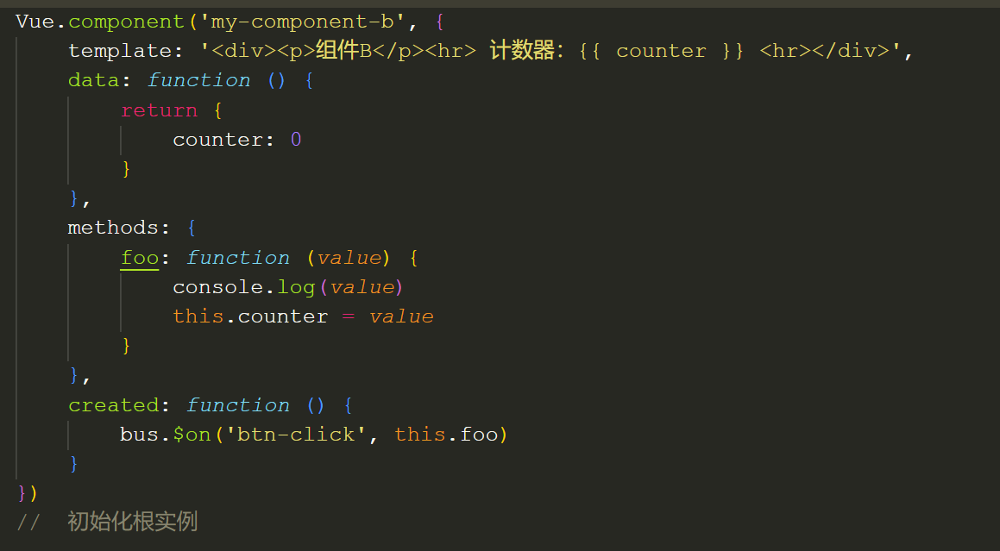 Vue.component('my-component-b', {
    template: '<div><p>组件B</p><hr> 计数器：{{ counter }} <hr></div>',
    data: function () {
        return {
            counter: 0
        }
    },
    methods: {
        foo: function (value) {
            console.log(value)
            this.counter = value
        }
    },
    created: function () {
        bus.$on('btn-click', this.foo)
    }
})
//  初始化根实例